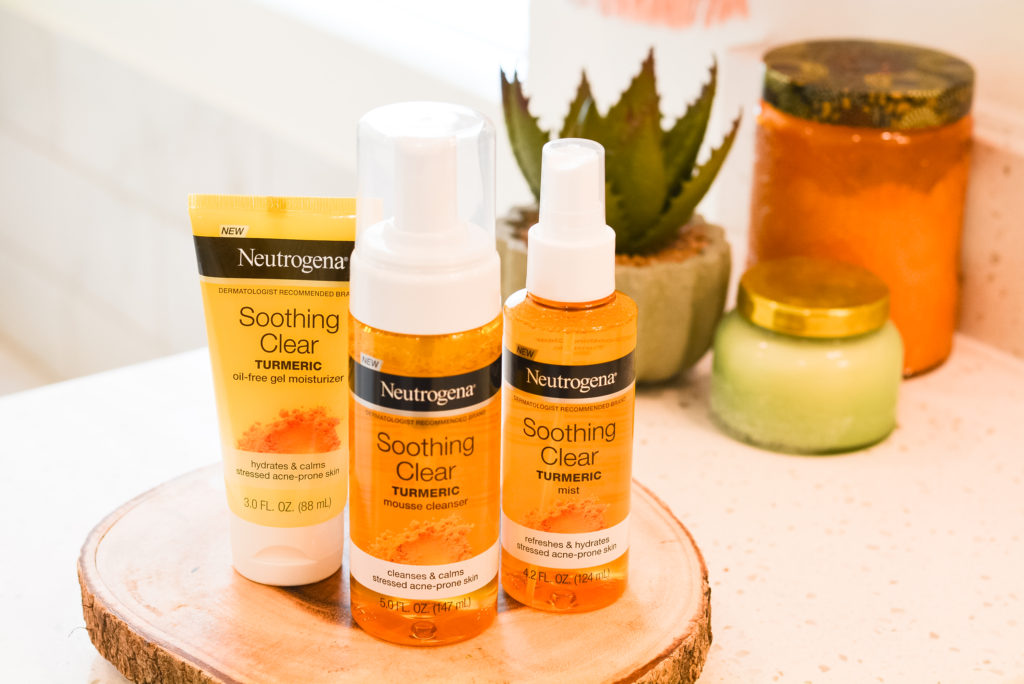 NEW
Neutrogena®
DERMATOLOGIST RECOMMENDED BRA
Soothing
Clear
TURMERIC
oil-free gel moisturizer
hydrates & calms
stressed acne-prone skin
3.0 FL. OZ. (88 mL)
NEW
Neutrogena®
DERMATOLOGIST RECOMMENDED BRAND
Soothing
Clear
TURMERIC
mousse cleanser
cleanses & calms
stressed acne-prone skin
5.0 FL. OZ. (147 mL)
NEW
Neutrogena®
DERMATOLOGIST RECOMMENDED BRAND
Soothing
Clear
TURMERIC
mist
refreshes & hydrates
stressed acne-prone skin
4.2 FL. OZ. (124 mL)